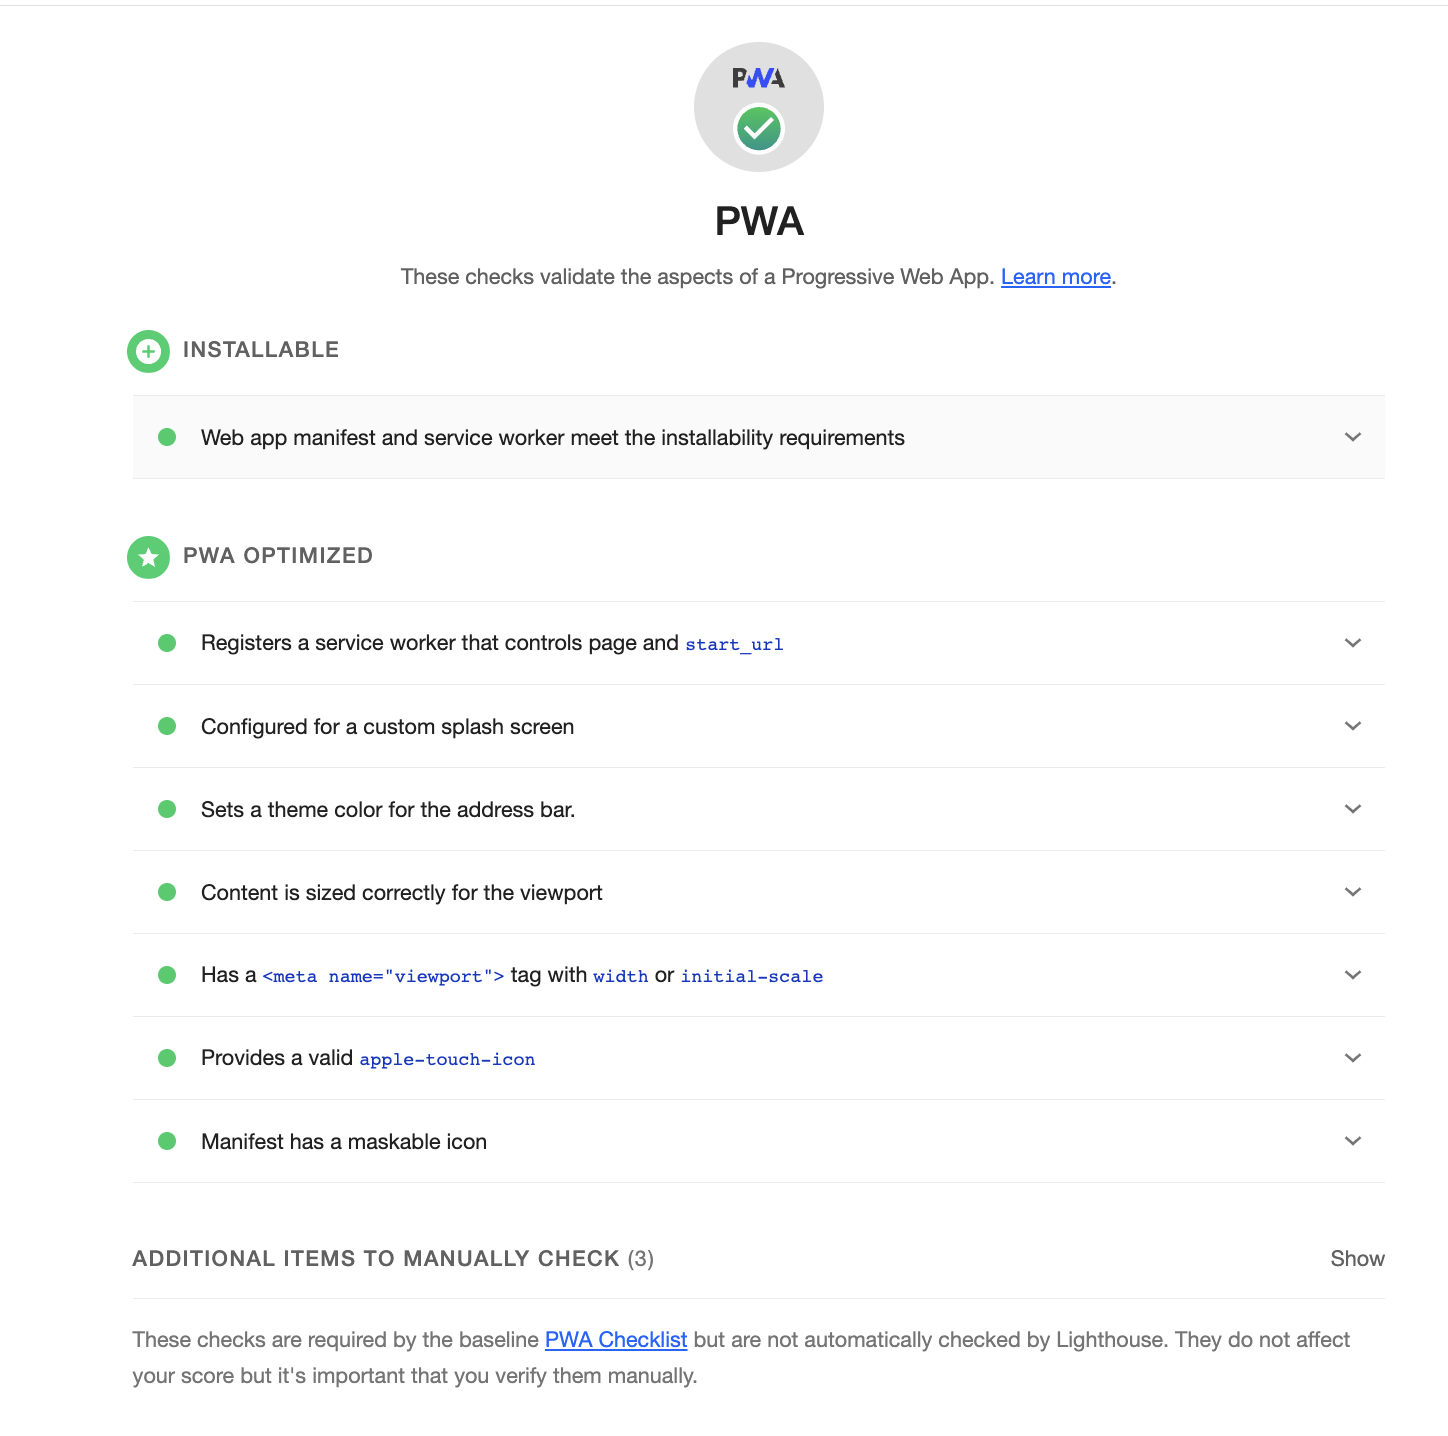 PWA
PWA
These checks validate the aspects of a Progressive Web App. Learn more.
INSTALLABLE
Web app manifest and service worker meet the installability requirements
PWA OPTIMIZED
Registers a service worker that controls page and start_url
Configured for a custom splash screen
Sets a theme color for the address bar.
Content is sized correctly for the viewport
Has a <meta name="viewport"> tag with width or initial-scale
Provides a valid apple-touch-icon
Manifest has a maskable icon
ADDITIONAL ITEMS TO MANUALLY CHECK (3) Show
These checks are required by the baseline PWA Checklist but are not automatically checked by Lighthouse. They do not affect
your score but it's important that you verify them manually.